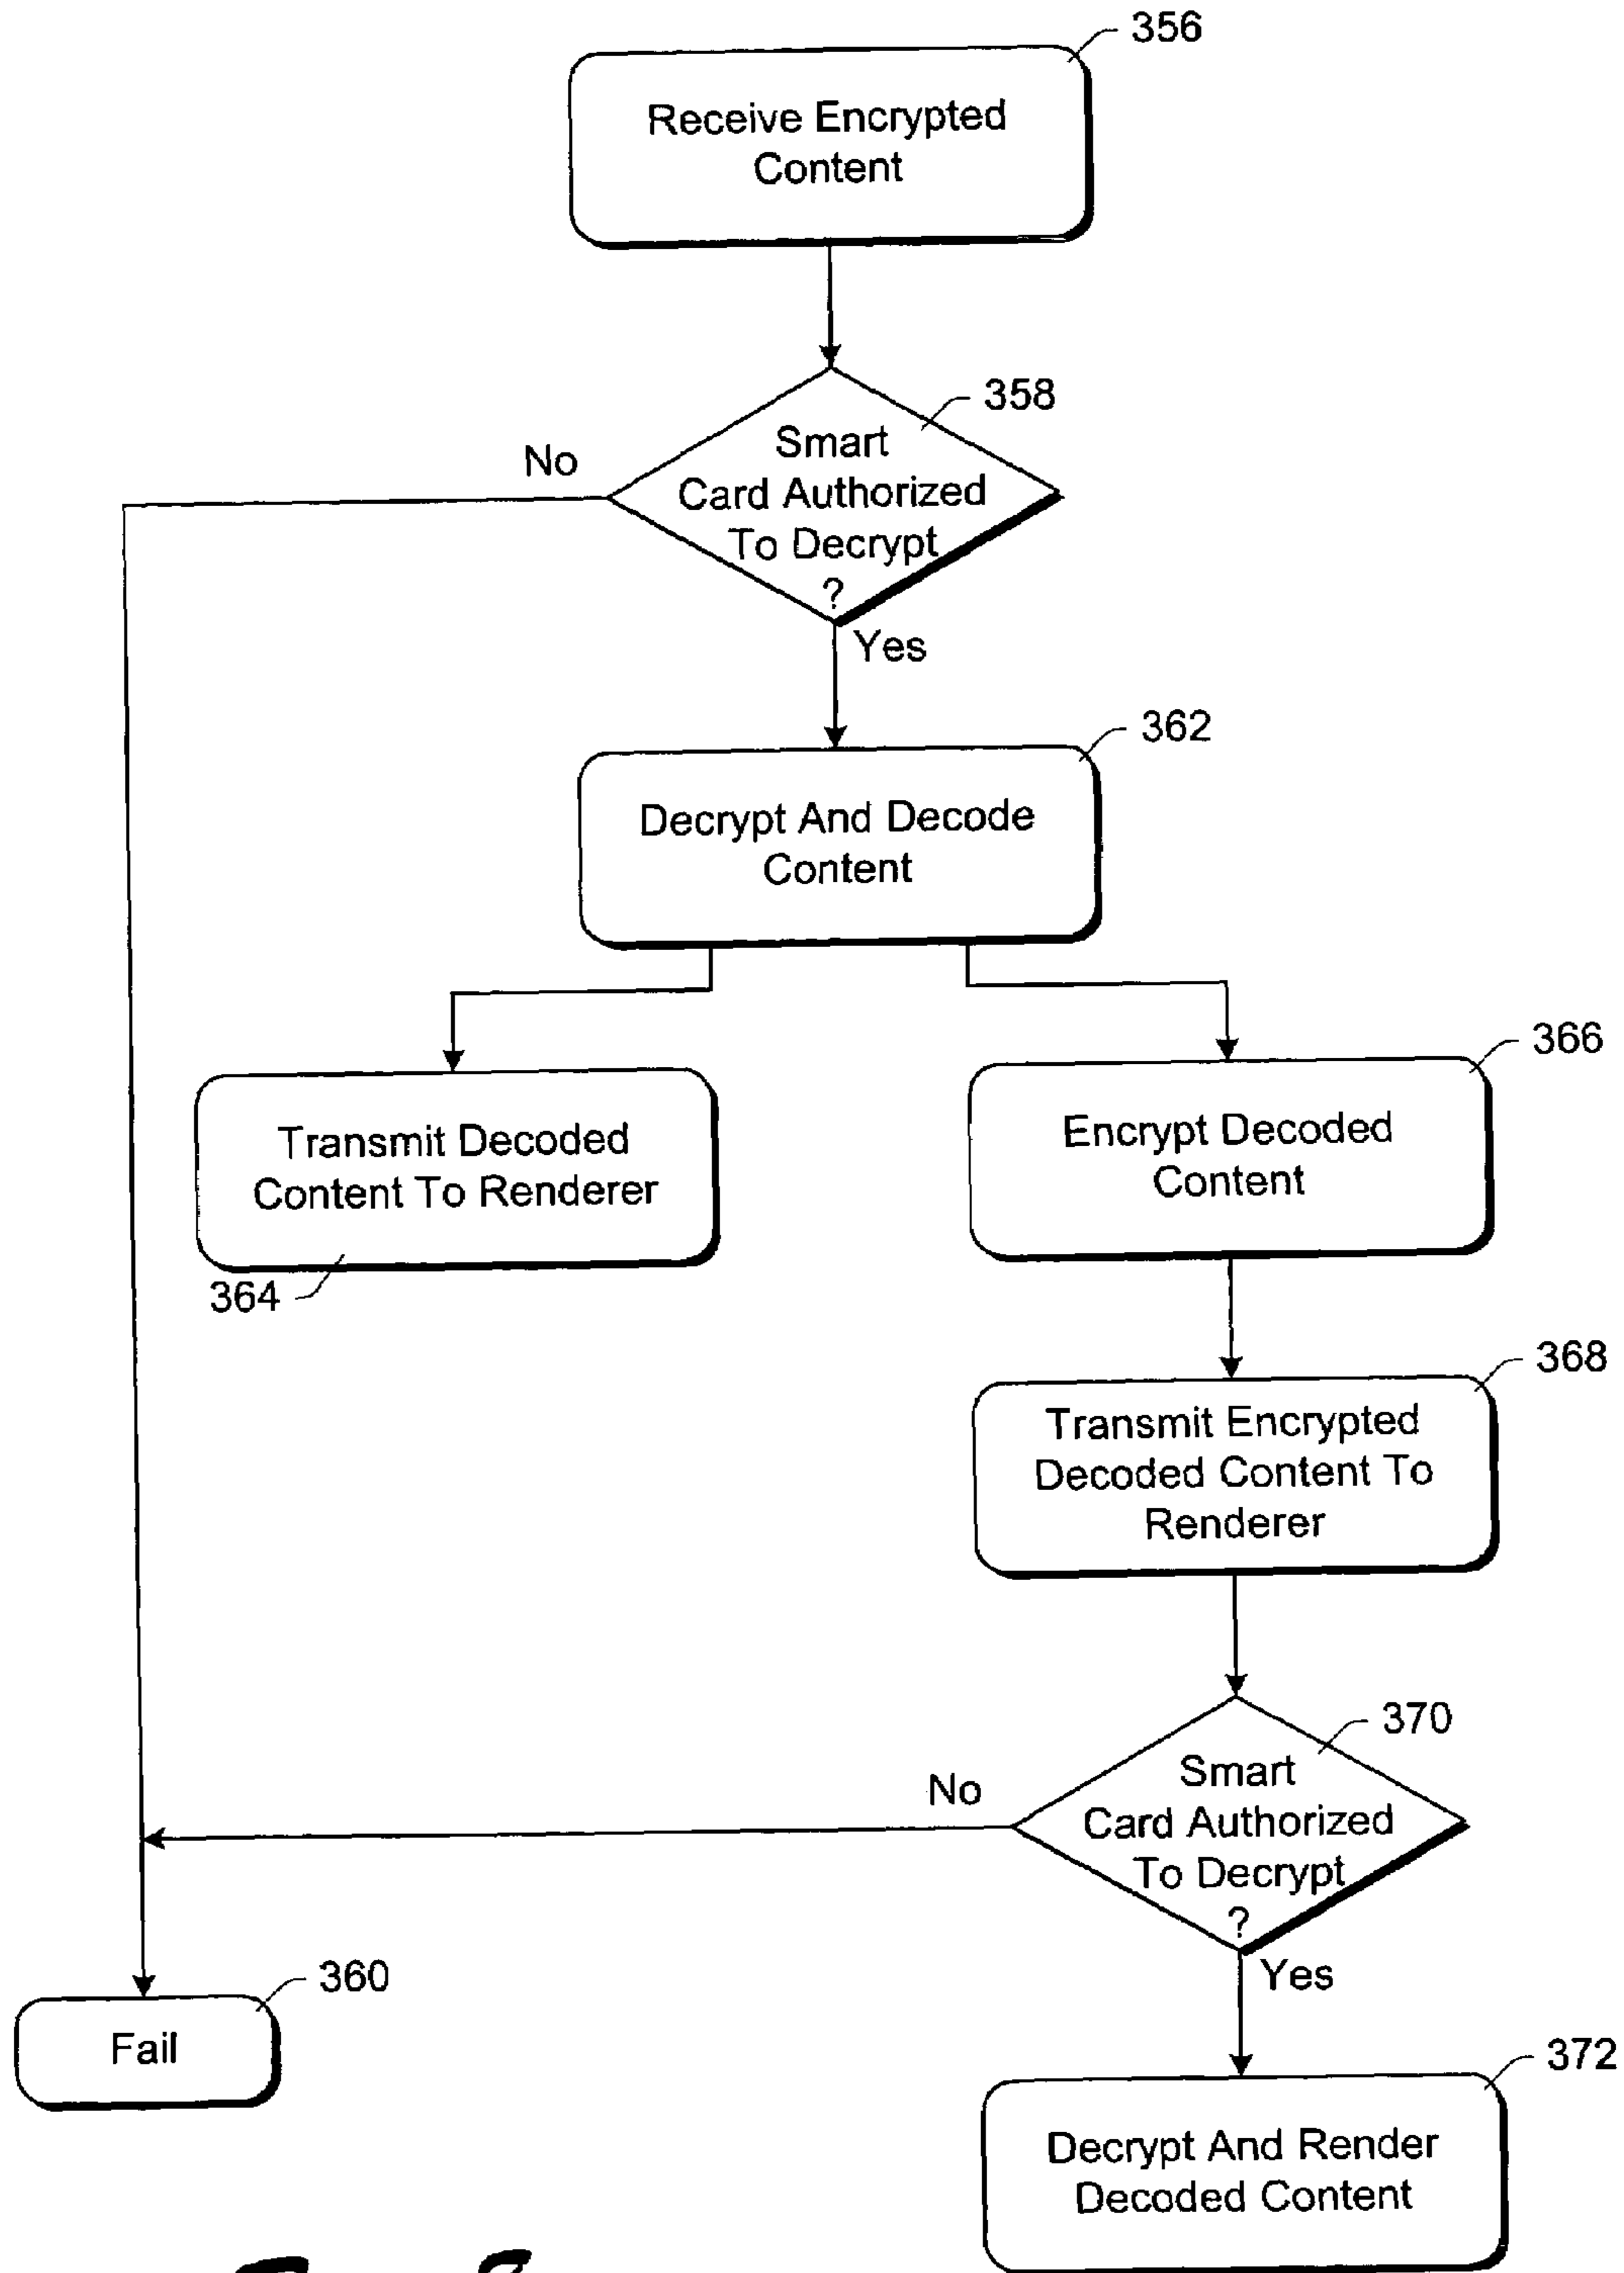 356
Receive Encrypted
Content
358
Smart
Card Authorized
To Decrypt
?
No
Yes
362
Decrypt And Decode
Content
364
Transmit Decoded
Content To Renderer
366
Encrypt Decoded
Content
368
Transmit Encrypted
Decoded Content To
Renderer
370
Smart
Card Authorized
To Decrypt
?
No
Yes
360
Fail
372
Decrypt And Render
Decoded Content